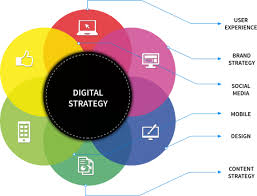 USER
EXPERIENCE
BRAND
STRATEGY
SOCIAL
MEDIA
DIGITAL
STRATEGY
MOBILE
DESIGN
CONTENT
STRATEGY